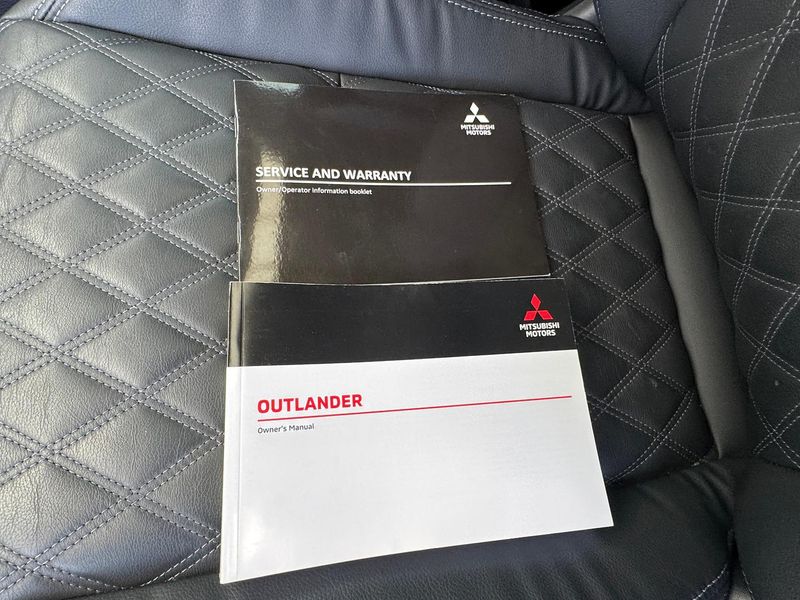 MITSUBISHI
MOTORS
SERVICE AND WARRANTY
Owner/Operator information booklet
MITSUBISHI
MOTORS
OUTLANDER
Owner's Manual